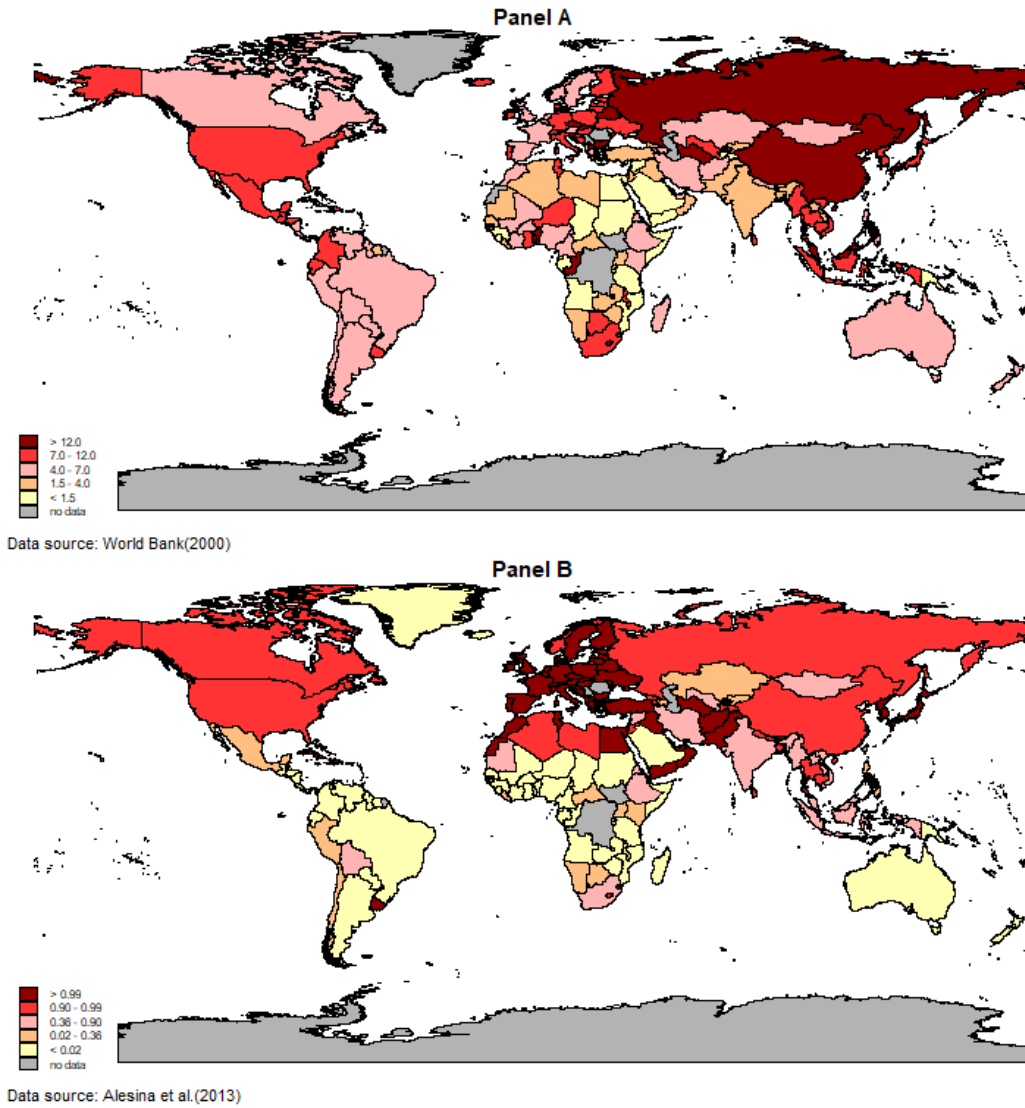 Panel A
> 12.0
7.0 - 12.0
4.0 - 7.0
1.5 - 4.0
< 1.5
no data
Data source: World Bank(2000)
Panel B
> 0.99
0.90 - 0.99
0.36 - 0.90
0.02 - 0.36
< 0.02
no data
Data source: Alesina et al.(2013)